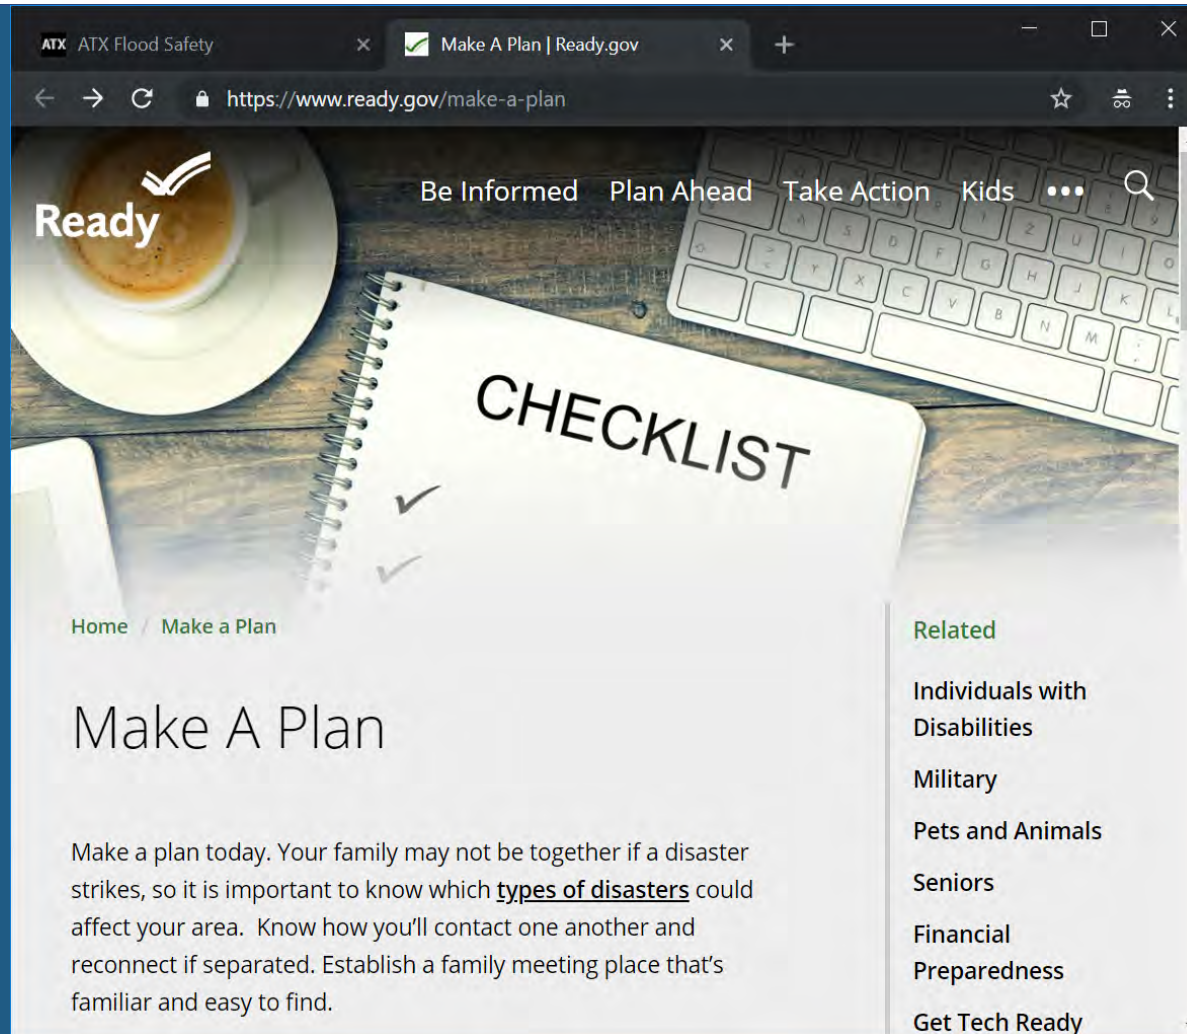 ATX ATX Flood Safety
Make A Plan | Ready.gov
https://www.ready.gov/make-a-plan
Ready
Be Informed Plan Ahead Take Action Kids
CHECKLIST
Home / Make a Plan
Make A Plan
Make a plan today. Your family may not be together if a disaster
strikes, so it is important to know which types of disasters could
affect your area.  Know how you'll contact one another and
reconnect if separated. Establish a family meeting place that's
familiar and easy to find.
Related
Individuals with
Disabilities
Military
Pets and Animals
Seniors
Financial
Preparedness
Get Tech Ready